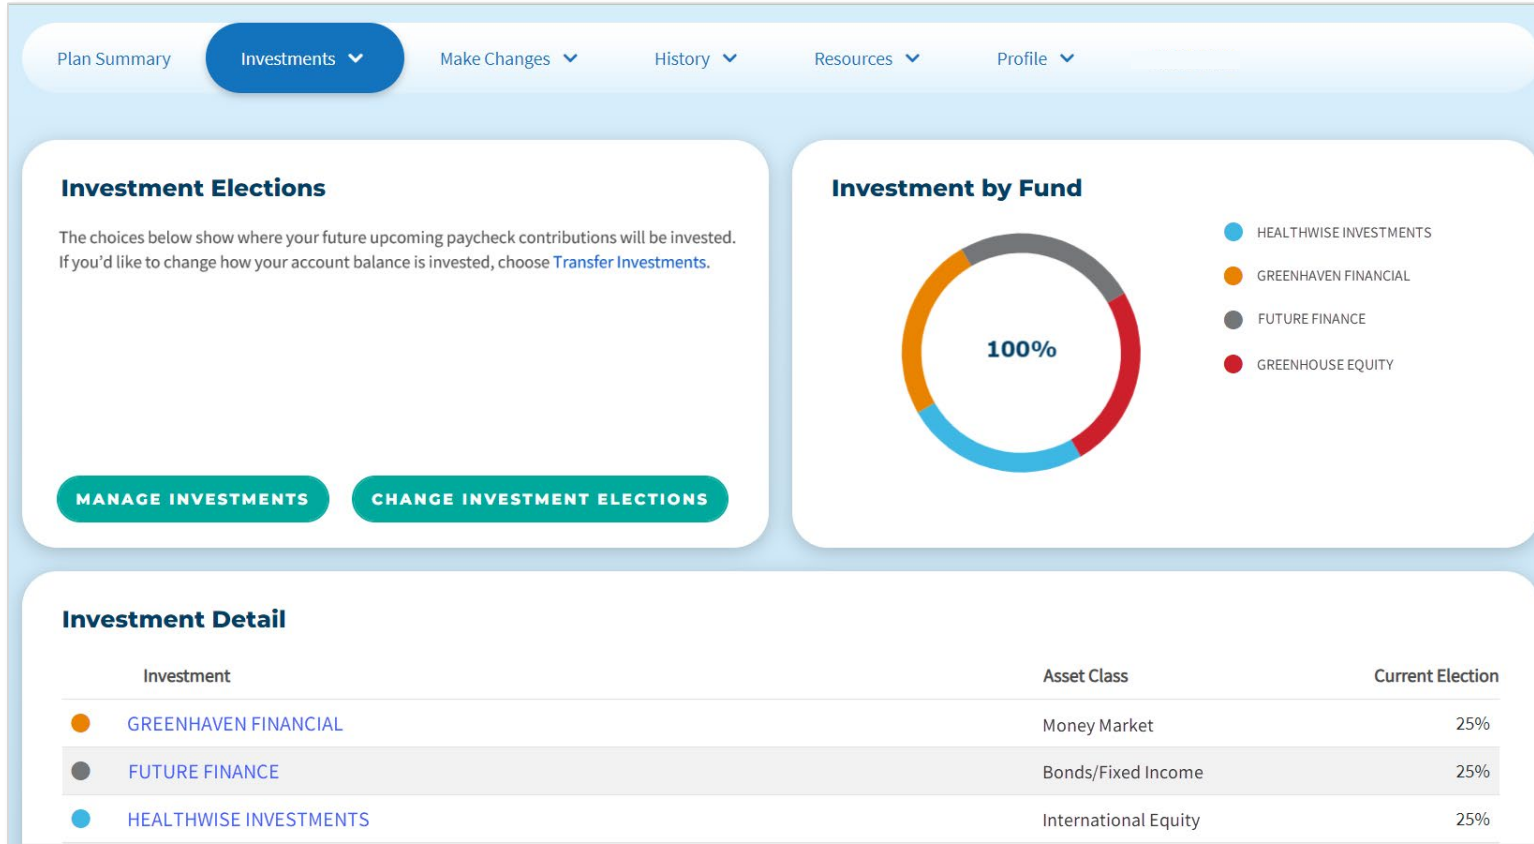 Plan Summary Investments Make Changes History Resources Profile
Investment Elections
The choices below show where your future upcoming paycheck contributions will be invested.
If you'd like to change how your account balance is invested, choose Transfer Investments.
MANAGE INVESTMENTS CHANGE INVESTMENT ELECTIONS
Investment by Fund
100%
HEALTHWISE INVESTMENTS
GREENHAVEN FINANCIAL
FUTURE FINANCE
GREENHOUSE EQUITY
Investment Detail
Investment Asset Class Current Election
GREENHAVEN FINANCIAL Money Market 25%
FUTURE FINANCE Bonds/Fixed Income 25%
HEALTHWISE INVESTMENTS International Equity 25%